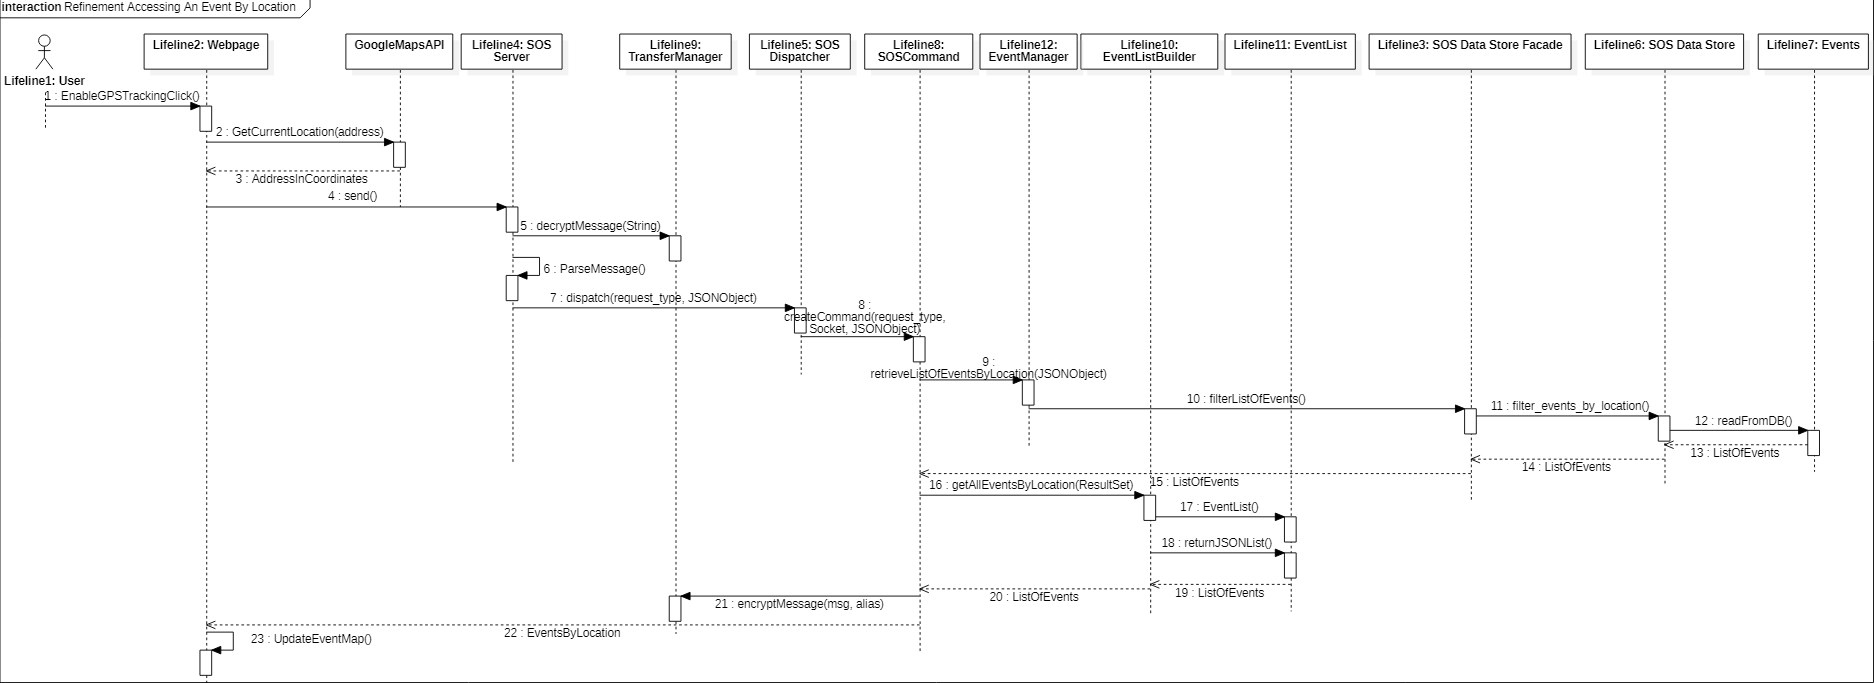 interaction Refinement Accessing An Event By Location
Lifeline1: User
Lifeline2: Webpage
GoogleMapsAPI
Lifeline4: SOS
Server
Lifeline9:
TransferManager
Lifeline5: SOS
Dispatcher
Lifeline8:
SOSCommand
Lifeline12:
EventManager
Lifeline10:
EventListBuilder
Lifeline11: EventList
Lifeline3: SOS Data Store Facade
Lifeline6: SOS Data Store
Lifeline7: Events
1 : EnableGPSTrackingClick()
2 : GetCurrentLocation(address)
3 : AddressInCoordinates
4 : send()
5 : decryptMessage(String)
6 : ParseMessage()
7 : dispatch(request_type, JSONObject)
8 :
createCommand(request_type,
Socket, JSONObject)
9 :
retrieveListOfEventsByLocation(JSONObject)
10 : filterListOfEvents()
11 : filter_events_by_location()
12 : readFromDB()
13 : ListOfEvents
14 : ListOfEvents
15 : ListOfEvents
16 : getAllEventsByLocation(ResultSet)
17 : EventList()
18 : returnJSONList()
19 : ListOfEvents
20 : ListOfEvents
21 : encryptMessage(msg, alias)
22 : EventsByLocation
23 : UpdateEventMap()